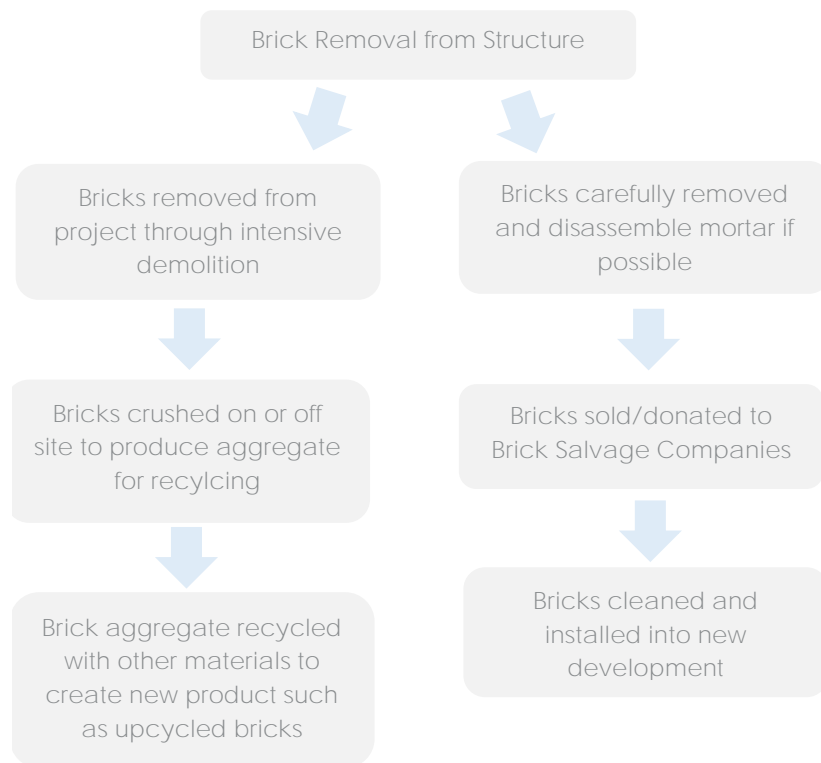 Brick Removal from Structure
Bricks removed from
project through intensive
demolition
Bricks carefully removed
and disassemble mortar if
possible
Bricks crushed on or off
site to produce aggregate
for recylcing
Bricks sold/donated to
Brick Salvage Companies
Brick aggregate recycled
with other materials to
create new product such
as upcycled bricks
Bricks cleaned and
installed into new
development